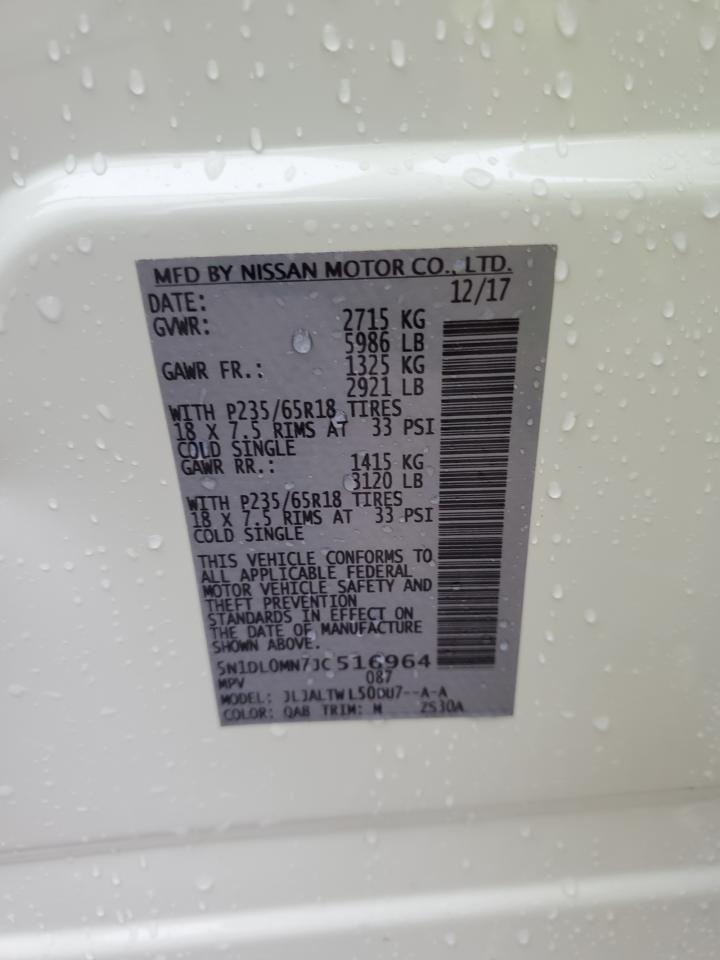 MFD BY NISSAN MOTOR CO., LTD.
DATE: 12/17
GVWR: 2715 KG
5986 LB
GAWR FR.: 1325 KG
2921 LB
WITH P235/65R18 TIRES
18 X 7.5 RIMS AT 33 PSI
COLD SINGLE
GAWR RR.: 1415 KG
3120 LB
WITH P235/65R18 TIRES
18 X 7.5 RIMS AT 33 PSI
COLD SINGLE
THIS VEHICLE CONFORMS TO
ALL APPLICABLE FEDERAL
MOTOR VEHICLE SAFETY AND
THEFT PREVENTION
STANDARDS IN EFFECT ON
THE DATE OF MANUFACTURE
SHOWN ABOVE.
5N1DL0MN7JC516964
MPV 087
MODEL: JLJALTWL50DU7--A-A
COLOR: QAB TRIM: M ZS30A